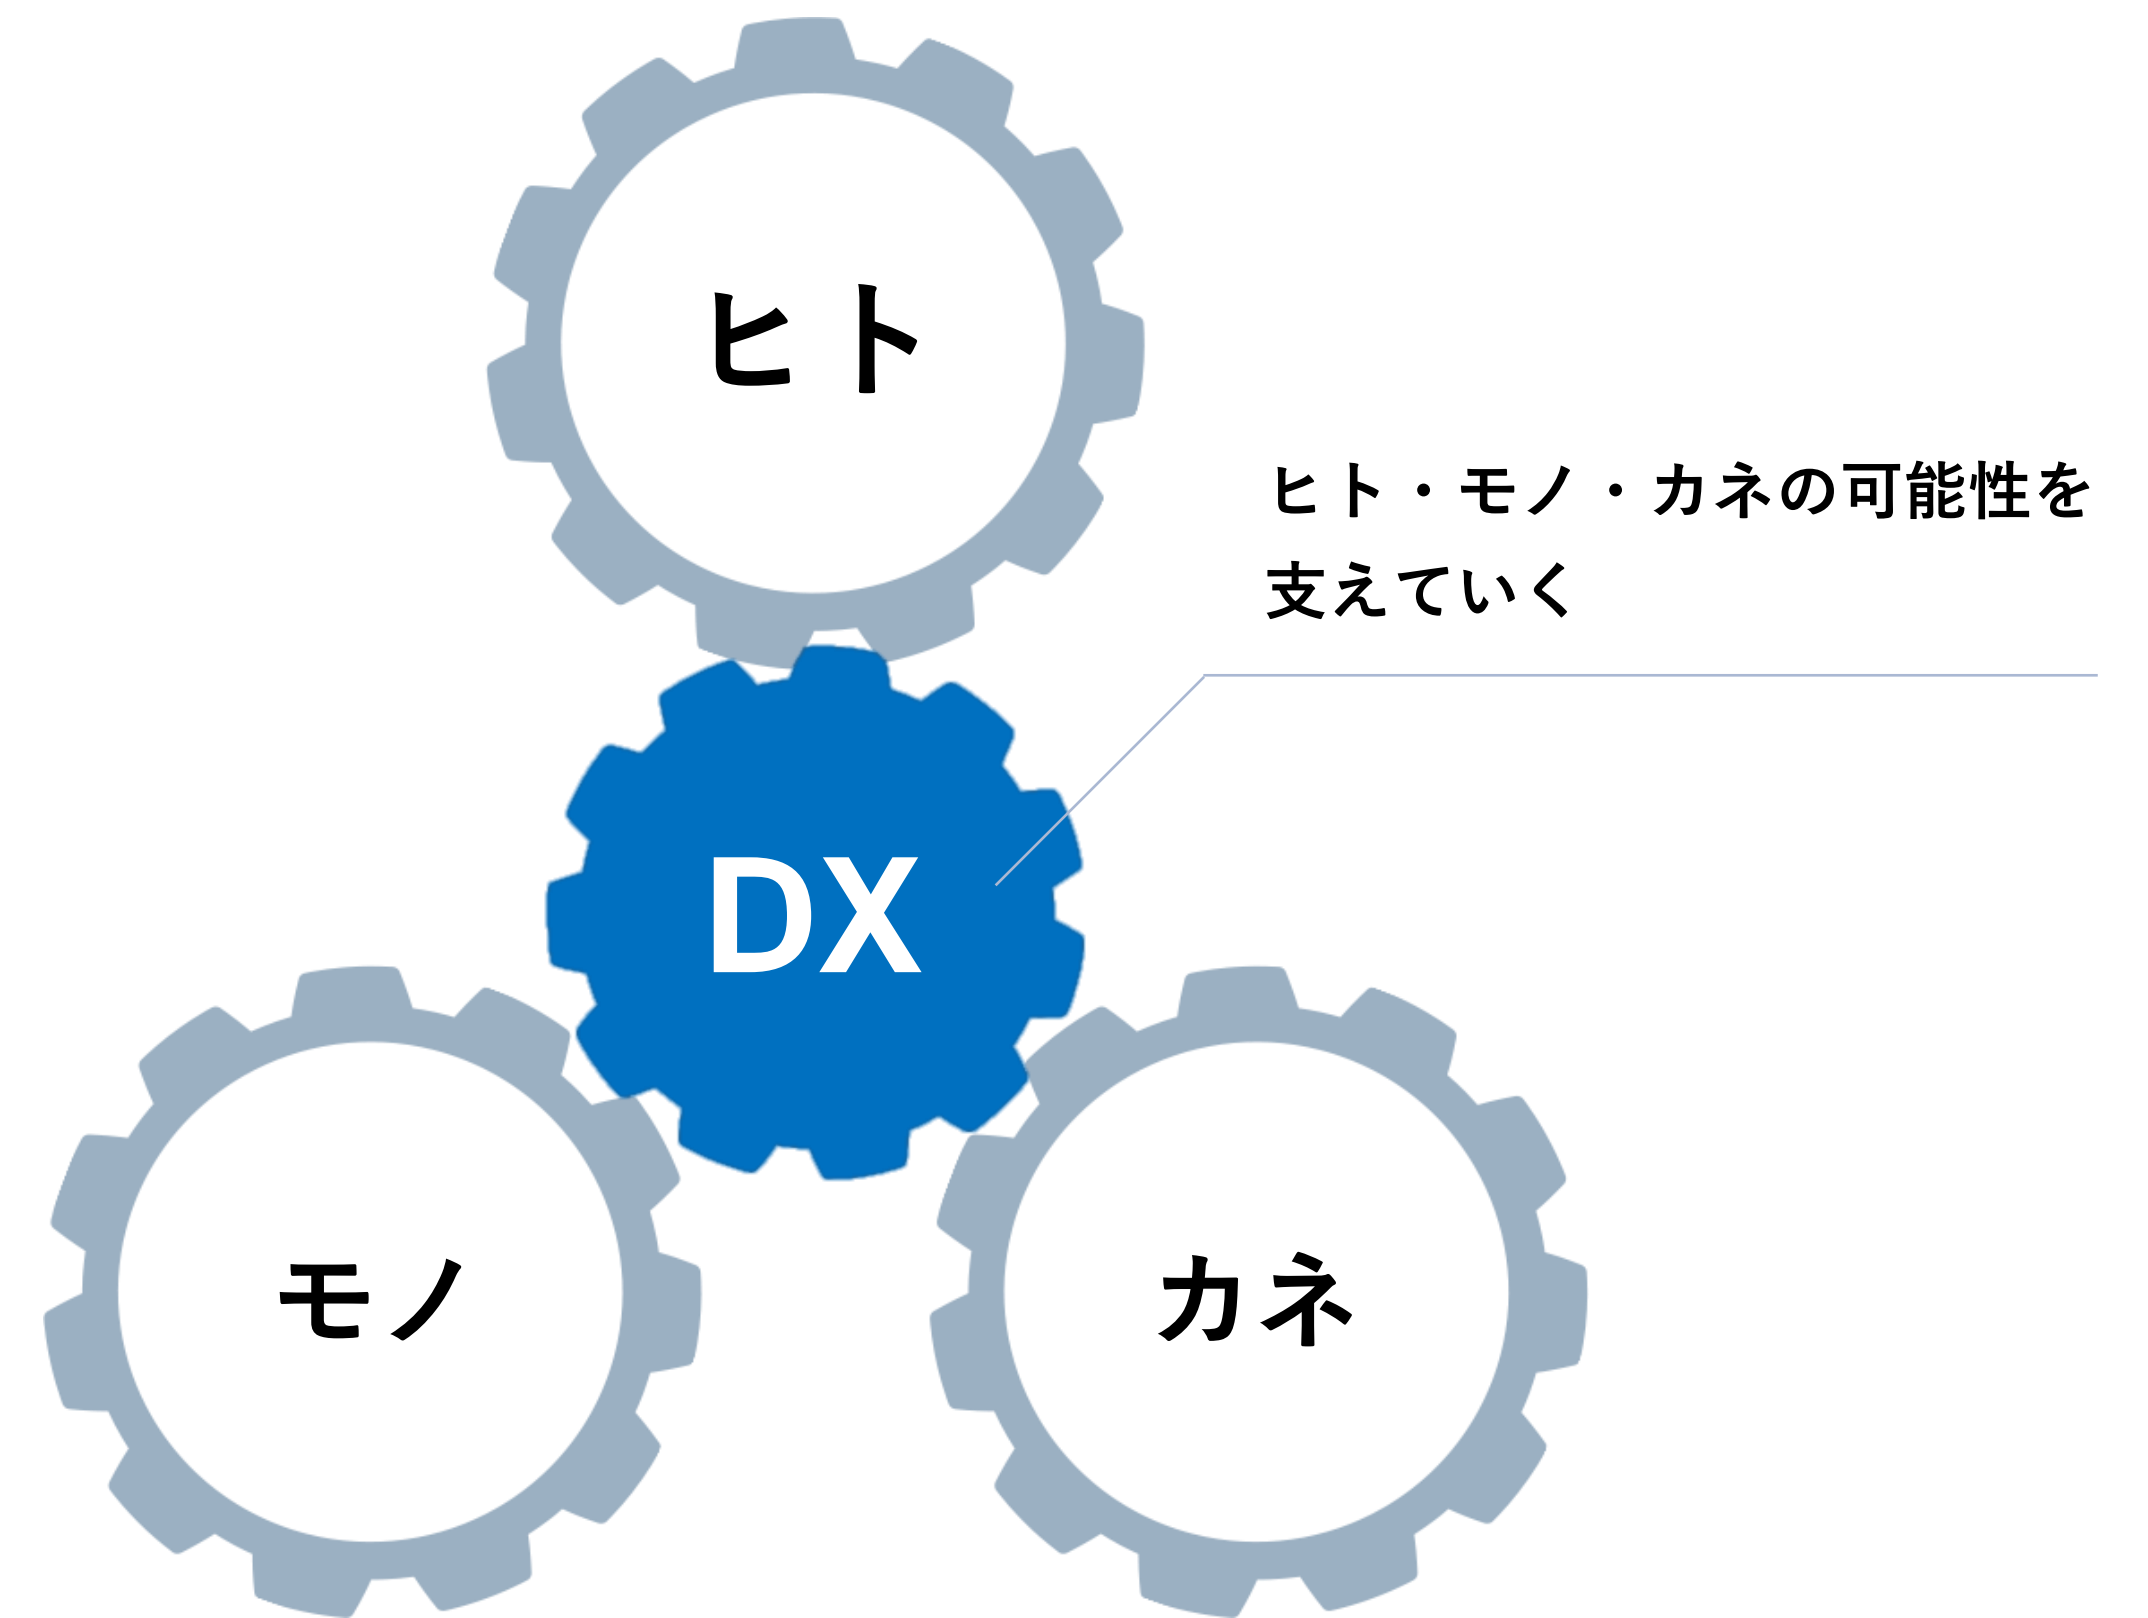 ヒト
ヒト・モノ・カネの可能性を
支えていく
DX
モノ
カネ